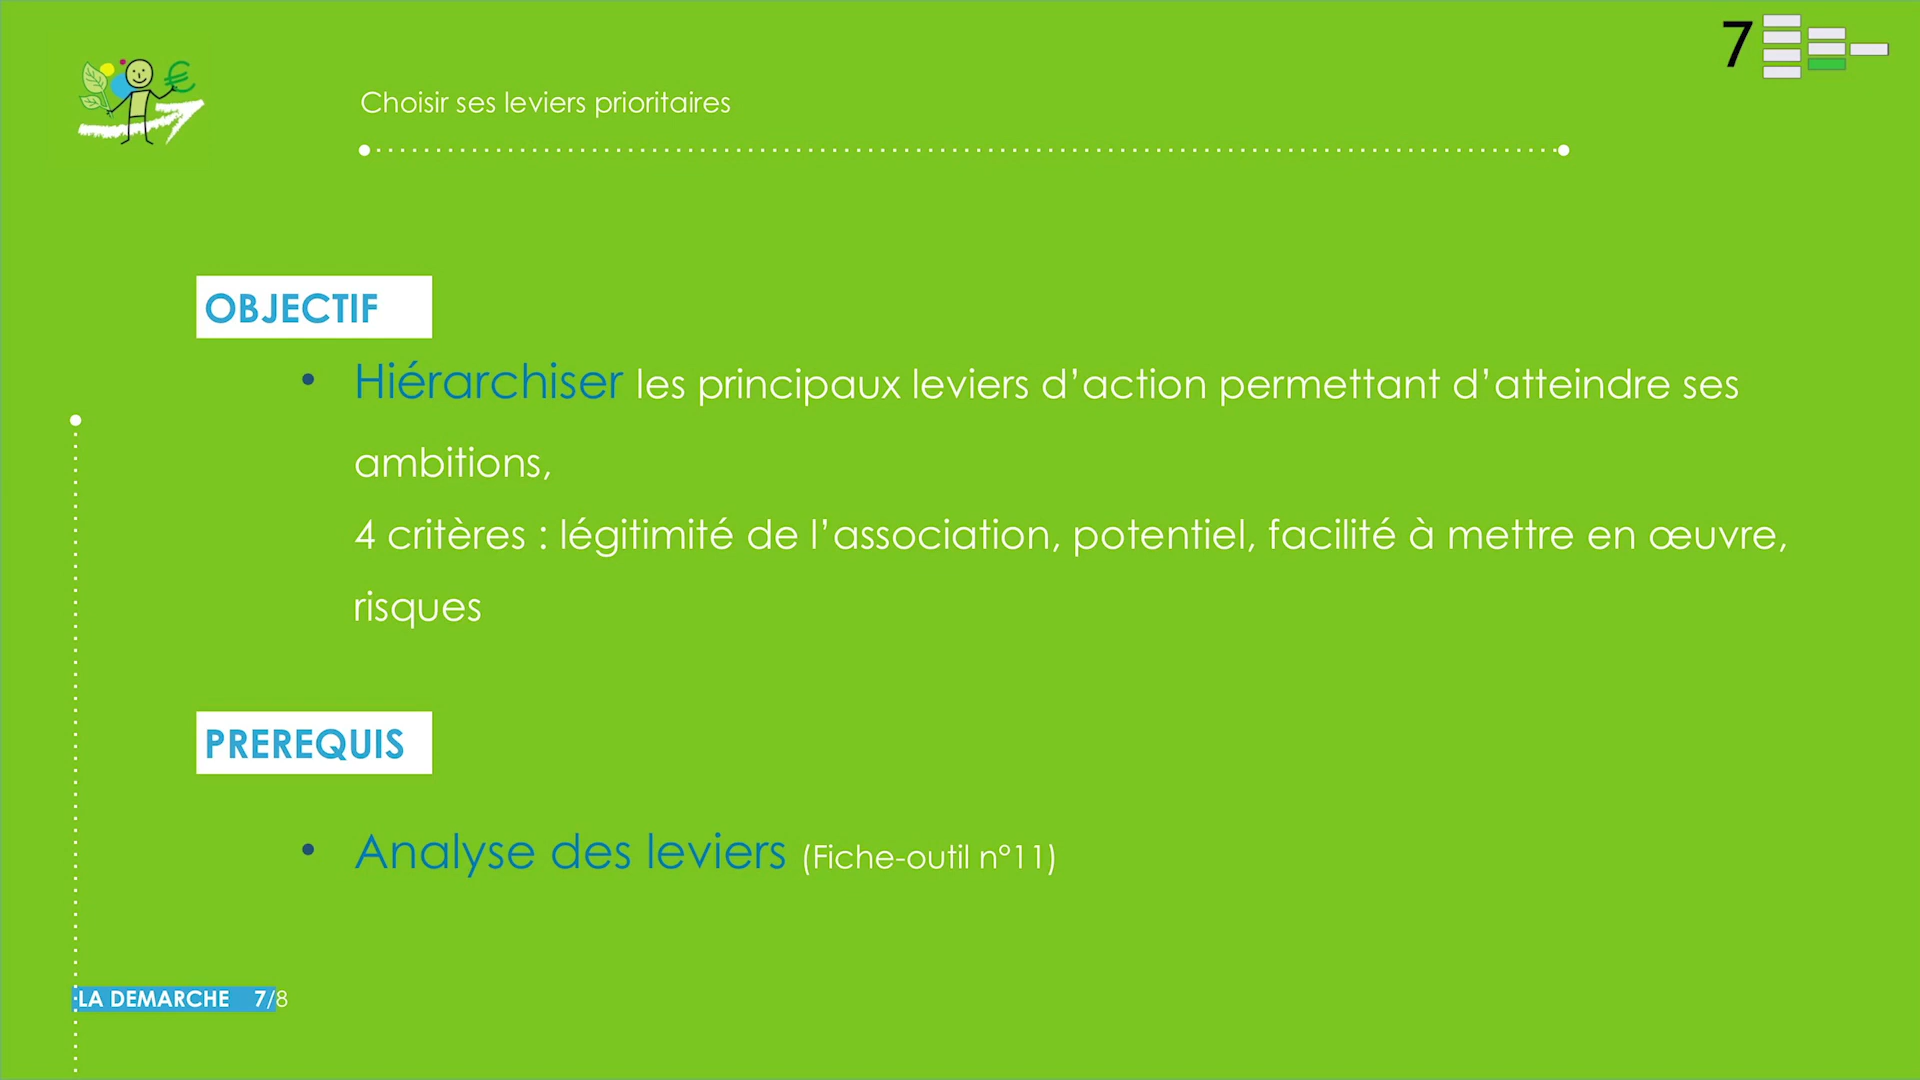 7
€
Choisir ses leviers prioritaires
OBJECTIF
• Hiérarchiser les principaux leviers d’action permettant d’atteindre ses
ambitions,
4 critères : légitimité de l’association, potentiel, facilité à mettre en œuvre,
risques
PREREQUIS
• Analyse des leviers (Fiche-outil n°11)
LA DEMARCHE 7/8